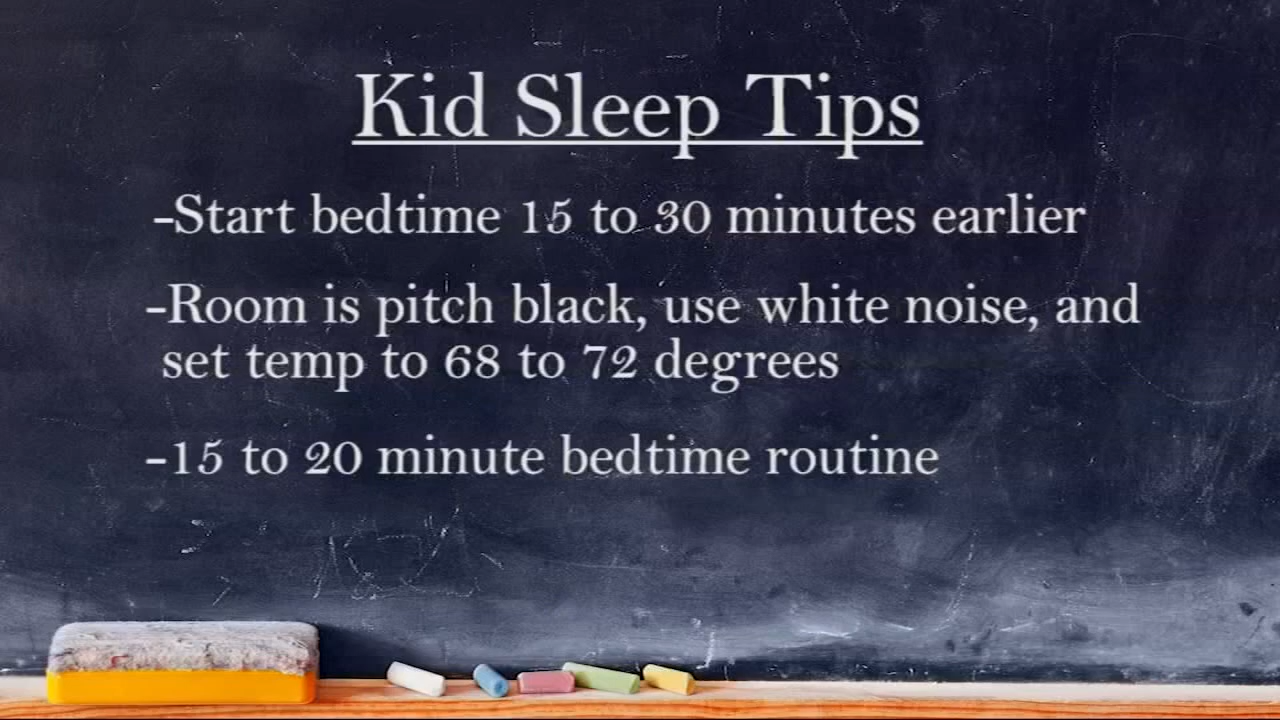 Kid Sleep Tips
-Start bedtime 15 to 30 minutes earlier
-Room is pitch black, use white noise, and
set temp to 68 to 72 degrees
-15 to 20 minute bedtime routine